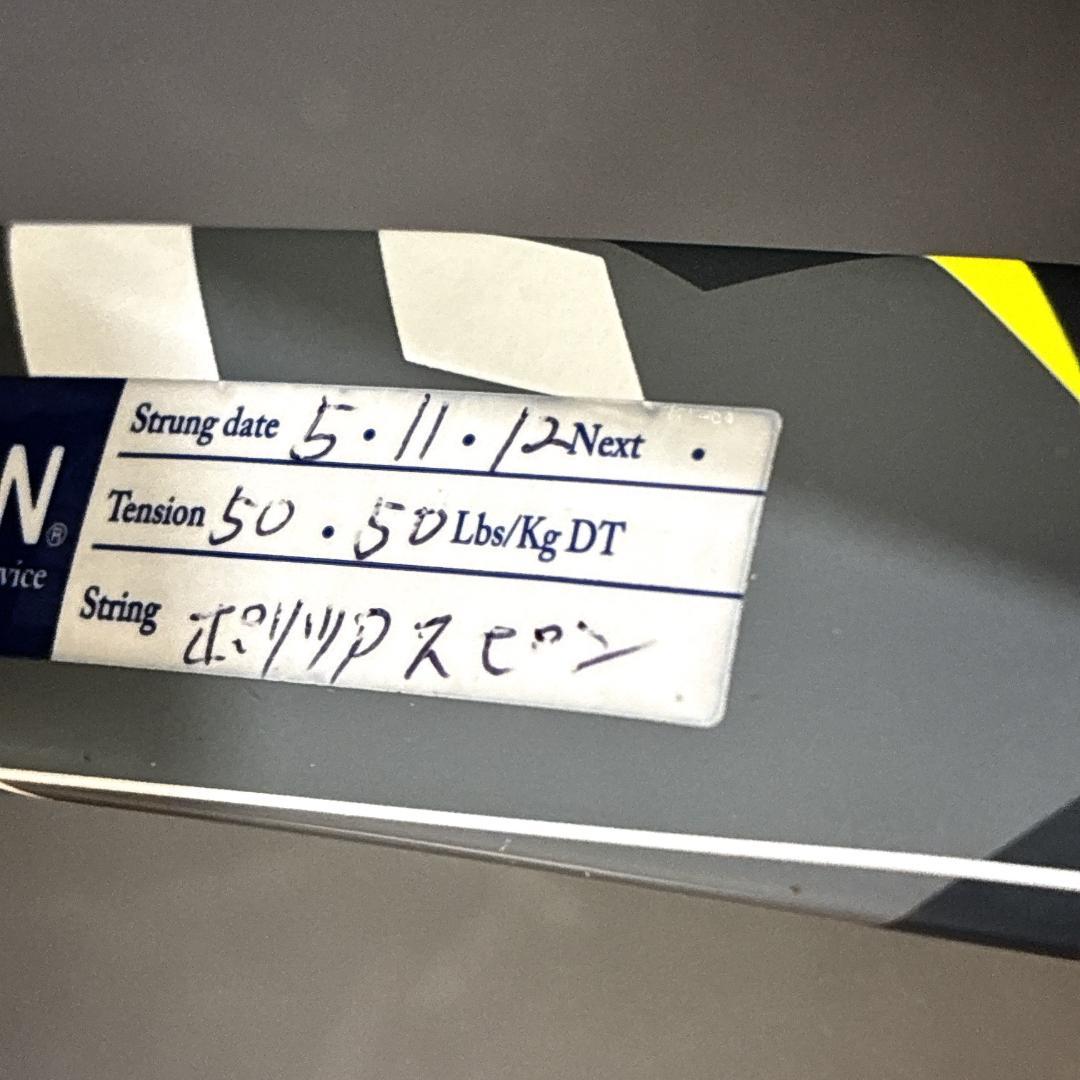 Strung date 5・11・12 Next ・
N®
Tension 50 . 50 Lbs/Kg DT
vice
String ポリツアスピン